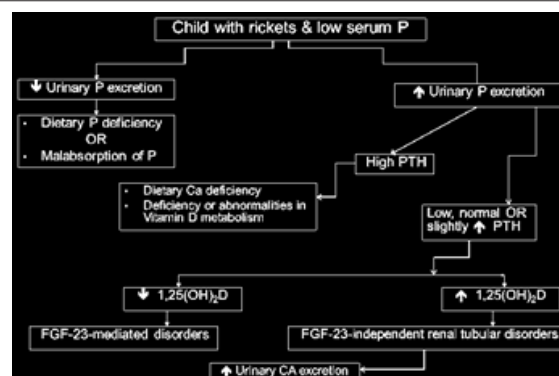 Child with rickets & low serum P
🡇 Urinary P excretion
🡅 Urinary P excretion
• Dietary P deficiency
OR
• Malabsorption of P
High PTH
• Dietary Ca deficiency
• Deficiency or abnormalities in
Vitamin D metabolism
Low, normal OR
slightly 🡅 PTH
🡇 1,25(OH)₂D
🡅 1,25(OH)₂D
FGF-23-mediated disorders
FGF-23-independent renal tubular disorders
🡅 Urinary CA excretion